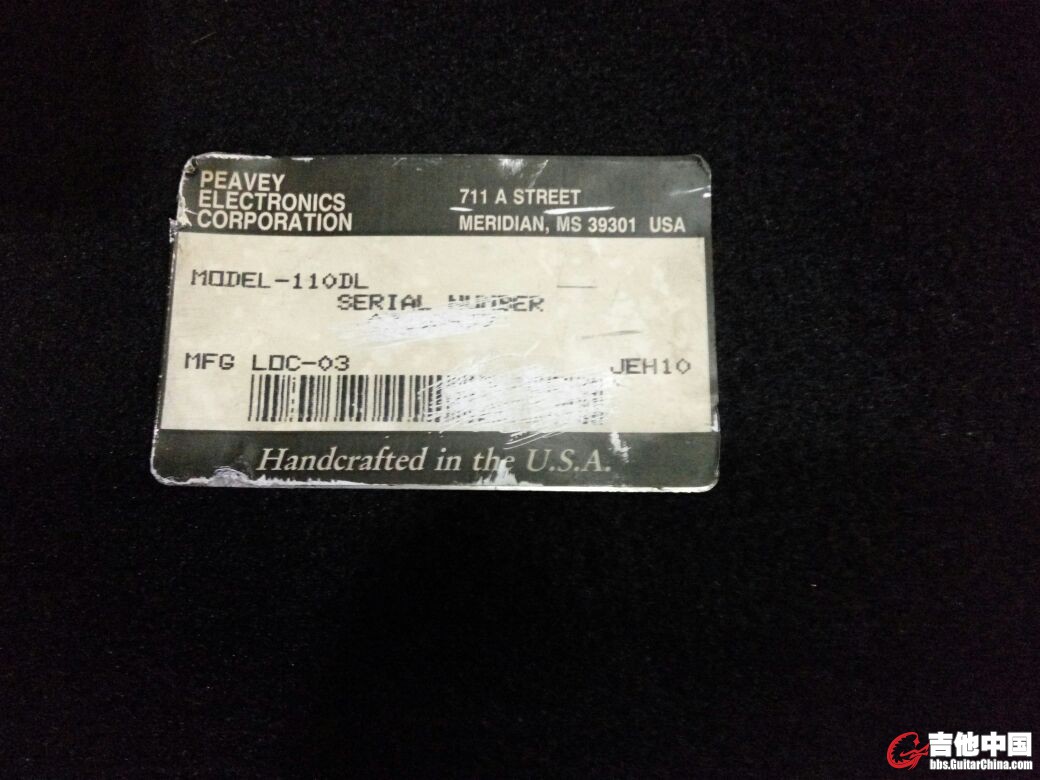 PEAVEY
ELECTRONICS
CORPORATION
711 A STREET
MERIDIAN, MS 39301 USA
MODEL-110DL
SERIAL NUMBER
MFG LOC-03
JEH10
Handcrafted in the U.S.A.
吉他中国
bbs.GuitarChina.com